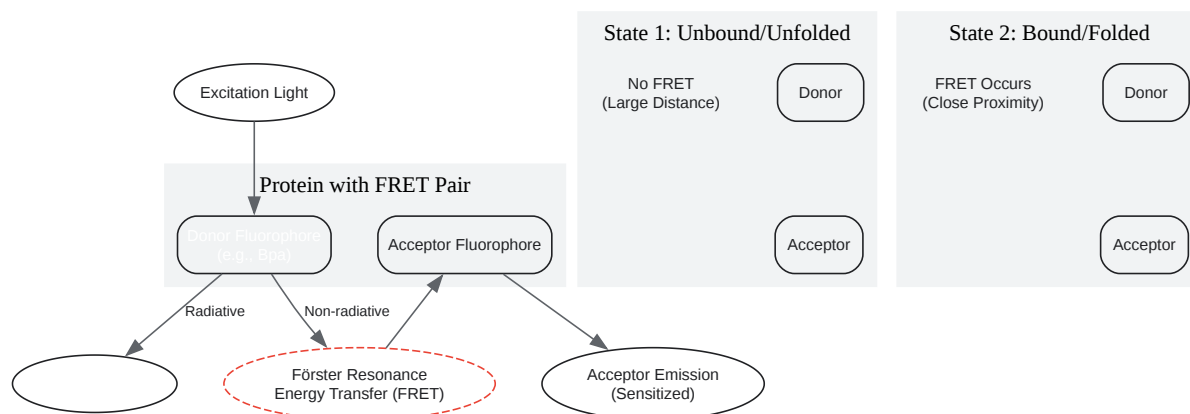 State 1: Unbound/Unfolded
State 2: Bound/Folded
Excitation Light
No FRET
(Large Distance)
Donor
FRET Occurs
(Close Proximity)
Donor
Protein with FRET Pair
Donor Fluorophore
(e.g., Bpa)
Acceptor Fluorophore
Acceptor
Acceptor
Radiative
Non-radiative
Förster Resonance
Energy Transfer (FRET)
Acceptor Emission
(Sensitized)